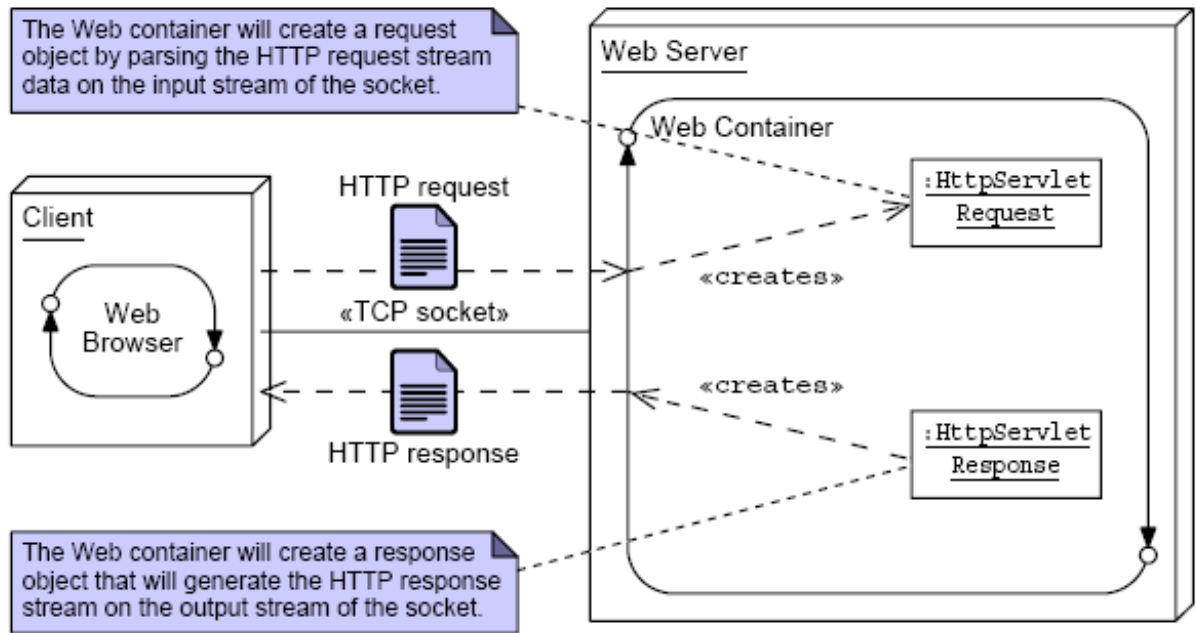 The Web container will create a request
object by parsing the HTTP request stream
data on the input stream of the socket.
Web Server
Web Container
HTTP request
:HttpServlet
Request
Client
«creates»
Web
Browser
«TCP socket»
«creates»
HTTP response
:HttpServlet
Response
The Web container will create a response
object that will generate the HTTP response
stream on the output stream of the socket.